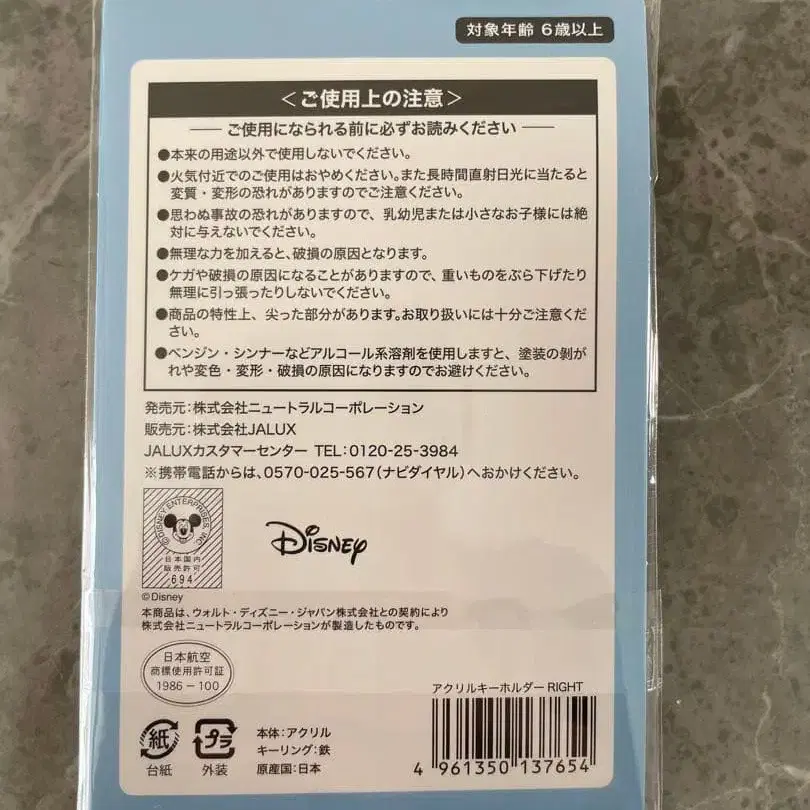 対象年齢 6歳以上
＜ご使用上の注意＞
ご使用になられる前に必ずお読みください
●本来の用途以外で使用しないでください。
●火気付近でのご使用はおやめください。また長時間直射日光に当たると
変質・変形の恐れがありますのでご注意ください。
●思わぬ事故の恐れがありますので、乳幼児または小さなお子様には絶
対に与えないでください。
●無理な力を加えると、破損の原因となります。
●ケガや破損の原因になることがありますので、重いものをぶら下げたり
無理に引っ張ったりしないでください。
●商品の特性上、尖った部分があります。お取り扱いには十分ご注意くだ
さい。
●ベンジン・シンナーなどアルコール系溶剤を使用しますと、塗装の剝が
れや変色・変形・破損の原因になりますのでお避けください。
発売元：株式会社ニュートラルコーポレーション
販売元：株式会社JALUX
JALUXカスタマーセンター TEL：0120-25-3984
※携帯電話からは、0570-025-567（ナビダイヤル）へおかけください。
©DISNEY ENTERPRISES, INC.
日本国内
販売許可
694
Disney
©Disney
本商品は、ウォルト・ディズニー・ジャパン株式会社との契約により
株式会社ニュートラルコーポレーションが製造したものです。
日本航空
商標使用許可証
1986－100
アクリルキーホルダー RIGHT
紙
台紙
プラ
外装
本体：アクリル
キーリング：鉄
原産国：日本
4 961350 137654